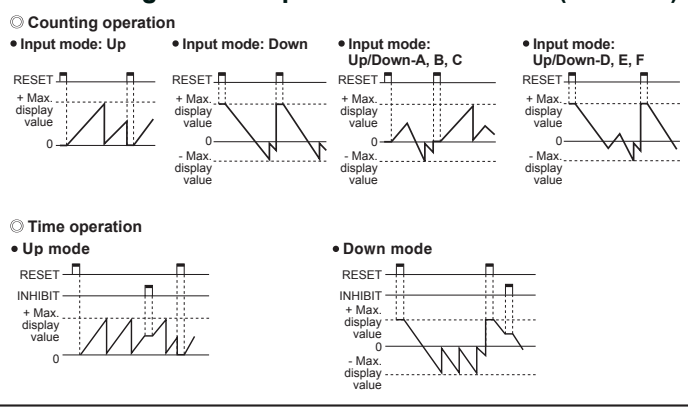 ◎ Counting operation
• Input mode: Up
RESET
+ Max.
display
value
0
• Input mode: Down
RESET
+ Max.
display
value
0
- Max.
display
value
• Input mode:
Up/Down-A, B, C
RESET
+ Max.
display
value
0
- Max.
display
value
• Input mode:
Up/Down-D, E, F
RESET
+ Max.
display
value
0
- Max.
display
value
◎ Time operation
• Up mode
RESET
INHIBIT
+ Max.
display
value
0
• Down mode
RESET
INHIBIT
+ Max.
display
value
0
- Max.
display
value